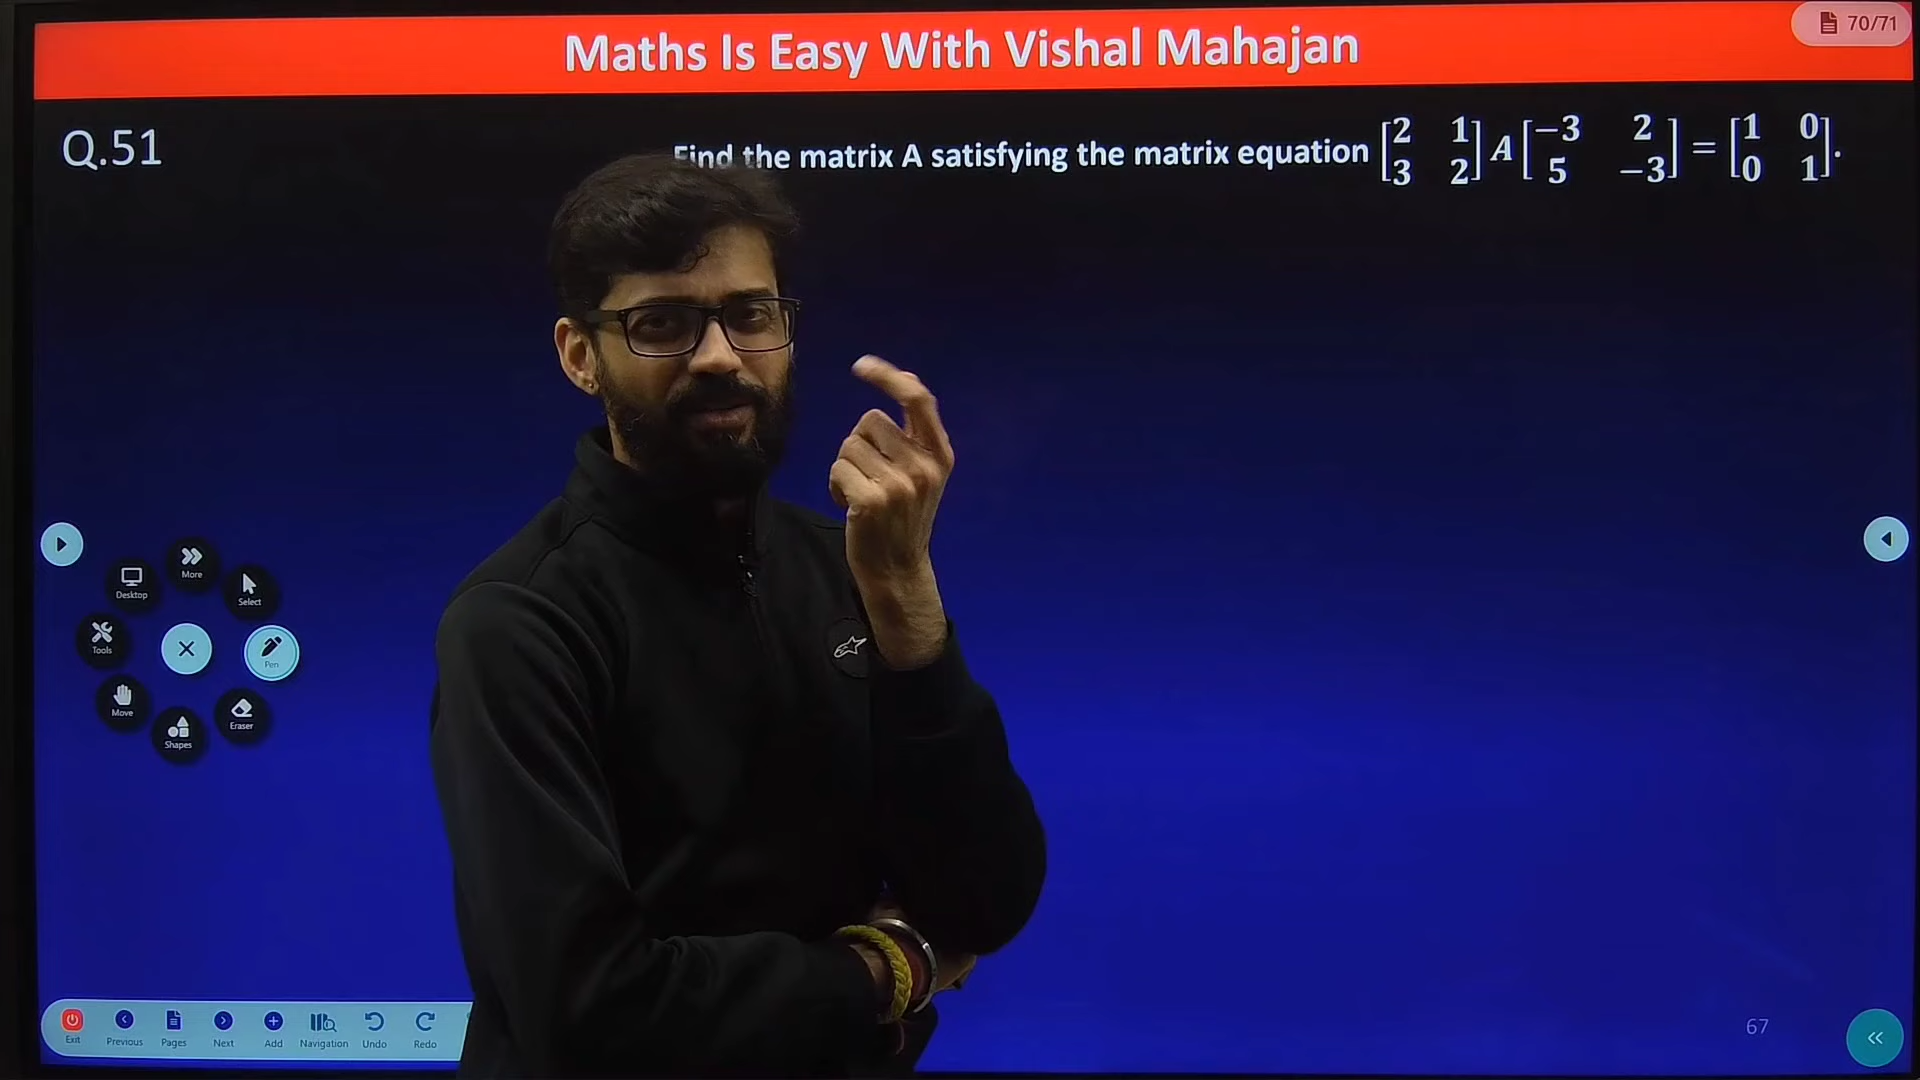 Maths Is Easy With Vishal Mahajan
70/71
Q.51
Find the matrix A satisfying the matrix equation [2 1 3 2] A [−3 2 5 −3] = [1 0 0 1].
More
Desktop
Select
Tools
Pen
Move
Eraser
Shapes
Exit
Previous
Pages
Next
Add
Navigation
Undo
Redo
67